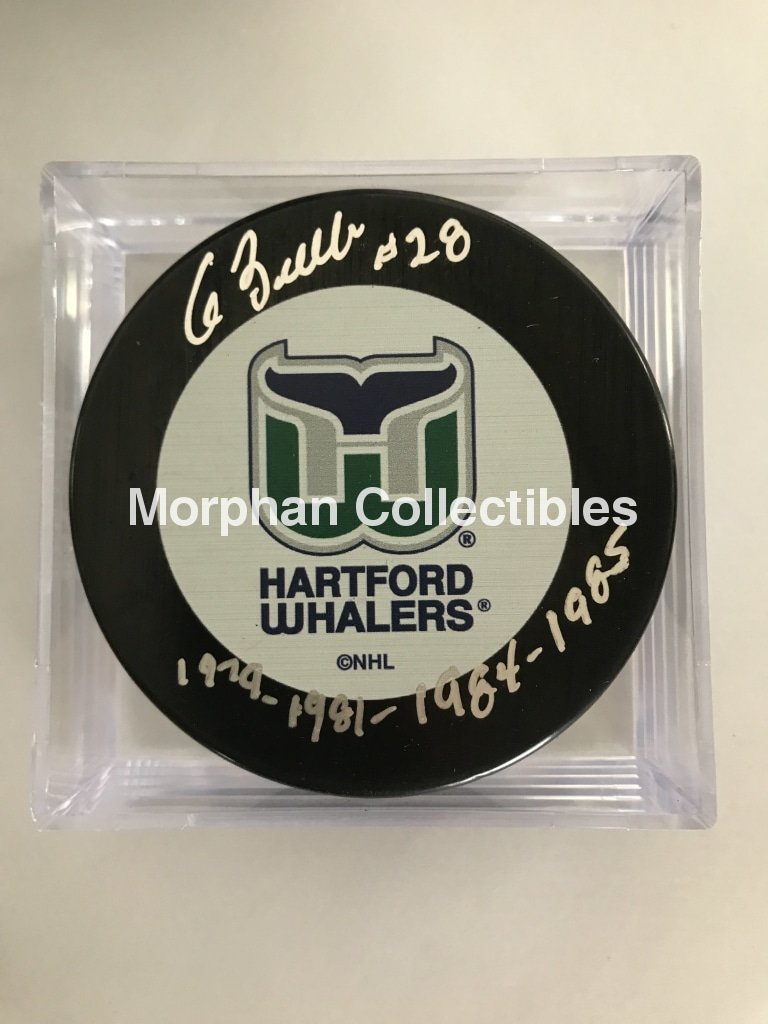 #28
Morphan Collectibles
®
HARTFORD
WHALERS®
©NHL
1979-1981-1984-1985